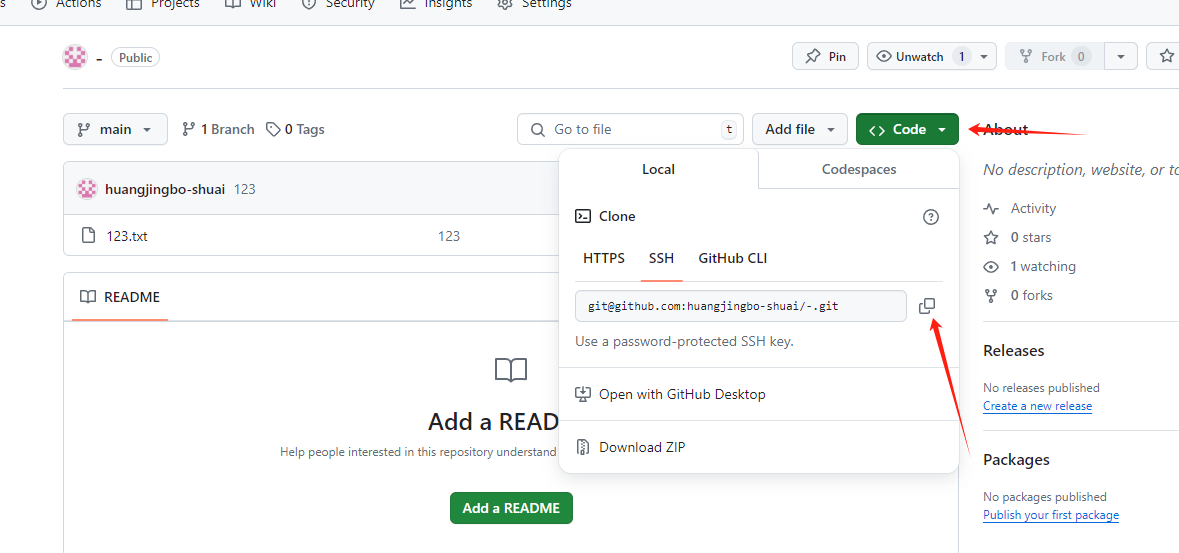 Actions Projects Wiki Security Insights Settings
- Public Pin Unwatch 1 Fork 0
main 1 Branch 0 Tags Go to file t Add file <> Code About
Local Codespaces
No description, website, or to
huangjingbo-shuai 123
Activity
Clone
123.txt 123
0 stars
HTTPS SSH GitHub CLI
1 watching
README
0 forks
git@github.com:huangjingbo-shuai/-.git
Use a password-protected SSH key.
Releases
Open with GitHub Desktop
No releases published
Create a new release
Add a READ
Help people interested in this repository understand
Download ZIP
Packages
No packages published
Add a README
Publish your first package